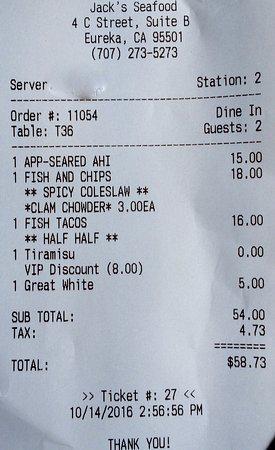 Jack's Seafood
4 C Street, Suite B
Eureka, CA 95501
(707) 273-5273
Server Station: 2
Order #: 11054 Dine In
Table: T36 Guests: 2
1 APP-SEARED AHI 15.00
1 FISH AND CHIPS 18.00
** SPICY COLESLAW **
*CLAM CHOWDER* 3.00EA
1 FISH TACOS 16.00
** HALF HALF **
1 Tiramisu 0.00
VIP Discount (8.00)
1 Great White 5.00
SUB TOTAL: 54.00
TAX: 4.73
========
TOTAL: $58.73
>> Ticket #: 27 <<
10/14/2016 2:56:56 PM
THANK YOU!